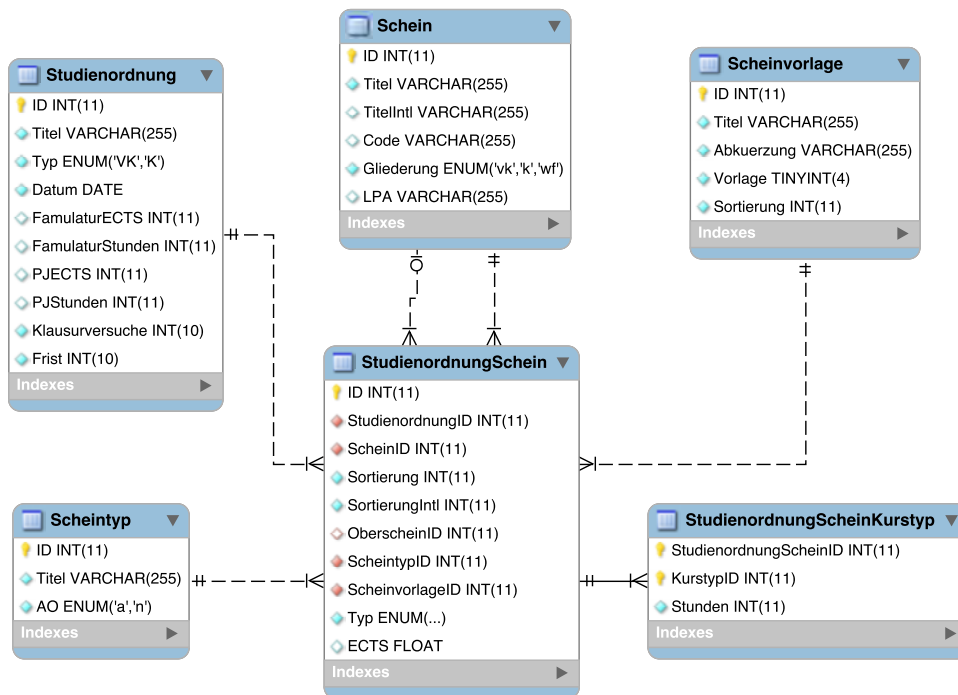 Studienordnung
ID INT(11)
Titel VARCHAR(255)
Typ ENUM('VK','K')
Datum DATE
FamulaturECTS INT(11)
FamulaturStunden INT(11)
PJECTS INT(11)
PJStunden INT(11)
Klausurversuche INT(10)
Frist INT(10)
Indexes
Schein
ID INT(11)
Titel VARCHAR(255)
TitelIntl VARCHAR(255)
Code VARCHAR(255)
Gliederung ENUM('vk','k','wf')
LPA VARCHAR(255)
Indexes
Scheinvorlage
ID INT(11)
Titel VARCHAR(255)
Abkuerzung VARCHAR(255)
Vorlage TINYINT(4)
Sortierung INT(11)
Indexes
Scheintyp
ID INT(11)
Titel VARCHAR(255)
AO ENUM('a','n')
Indexes
StudienordnungSchein
ID INT(11)
StudienordnungID INT(11)
ScheinID INT(11)
Sortierung INT(11)
SortierungIntl INT(11)
OberscheinID INT(11)
ScheintypID INT(11)
ScheinvorlageID INT(11)
Typ ENUM(...)
ECTS FLOAT
Indexes
StudienordnungScheinKurstyp
StudienordnungScheinID INT(11)
KurstypID INT(11)
Stunden INT(11)
Indexes